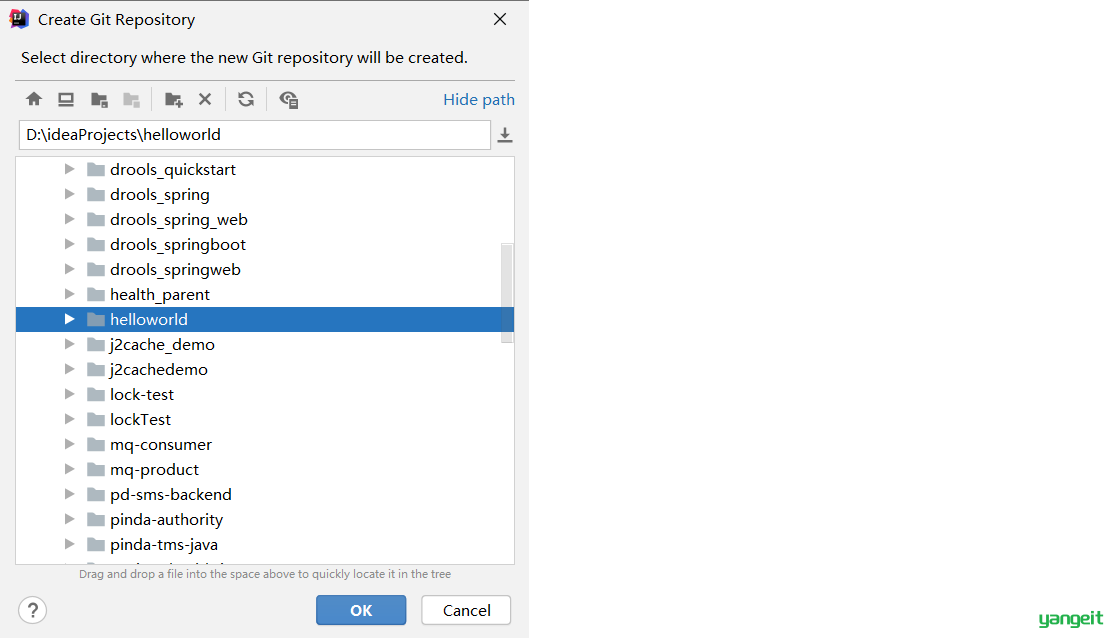 Create Git Repository
Select directory where the new Git repository will be created.
Hide path
D:\ideaProjects\helloworld
drools_quickstart
drools_spring
drools_spring_web
drools_springboot
drools_springweb
health_parent
helloworld
j2cache_demo
j2cachedemo
lock-test
lockTest
mq-consumer
mq-product
pd-sms-backend
pinda-authority
pinda-tms-java
Drag and drop a file into the space above to quickly locate it in the tree
?
OK
Cancel
yangeit